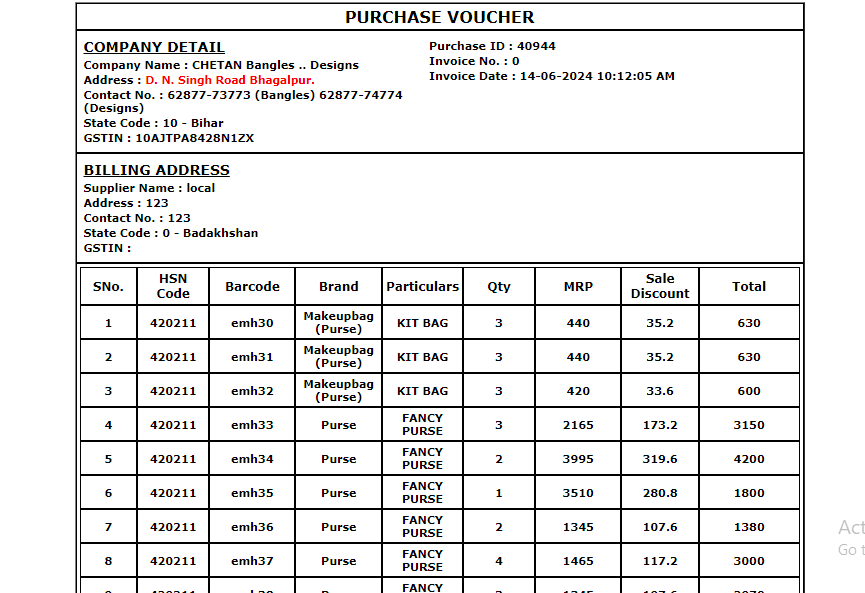 PURCHASE VOUCHER
COMPANY DETAIL
Company Name : CHETAN Bangles .. Designs
Address : D. N. Singh Road Bhagalpur.
Contact No. : 62877-73773 (Bangles) 62877-74774
(Designs)
State Code : 10 - Bihar
GSTIN : 10AJTPA8428N1ZX
Purchase ID : 40944
Invoice No. : 0
Invoice Date : 14-06-2024 10:12:05 AM
BILLING ADDRESS
Supplier Name : local
Address : 123
Contact No. : 123
State Code : 0 - Badakhshan
GSTIN :
SNo. HSN Code Barcode Brand Particulars Qty MRP Sale Discount Total
1 420211 emh30 Makeupbag (Purse) KIT BAG 3 440 35.2 630
2 420211 emh31 Makeupbag (Purse) KIT BAG 3 440 35.2 630
3 420211 emh32 Makeupbag (Purse) KIT BAG 3 420 33.6 600
4 420211 emh33 Purse FANCY PURSE 3 2165 173.2 3150
5 420211 emh34 Purse FANCY PURSE 2 3995 319.6 4200
6 420211 emh35 Purse FANCY PURSE 1 3510 280.8 1800
7 420211 emh36 Purse FANCY PURSE 2 1345 107.6 1380
8 420211 emh37 Purse FANCY PURSE 4 1465 117.2 3000
FANCY
Act
Go t